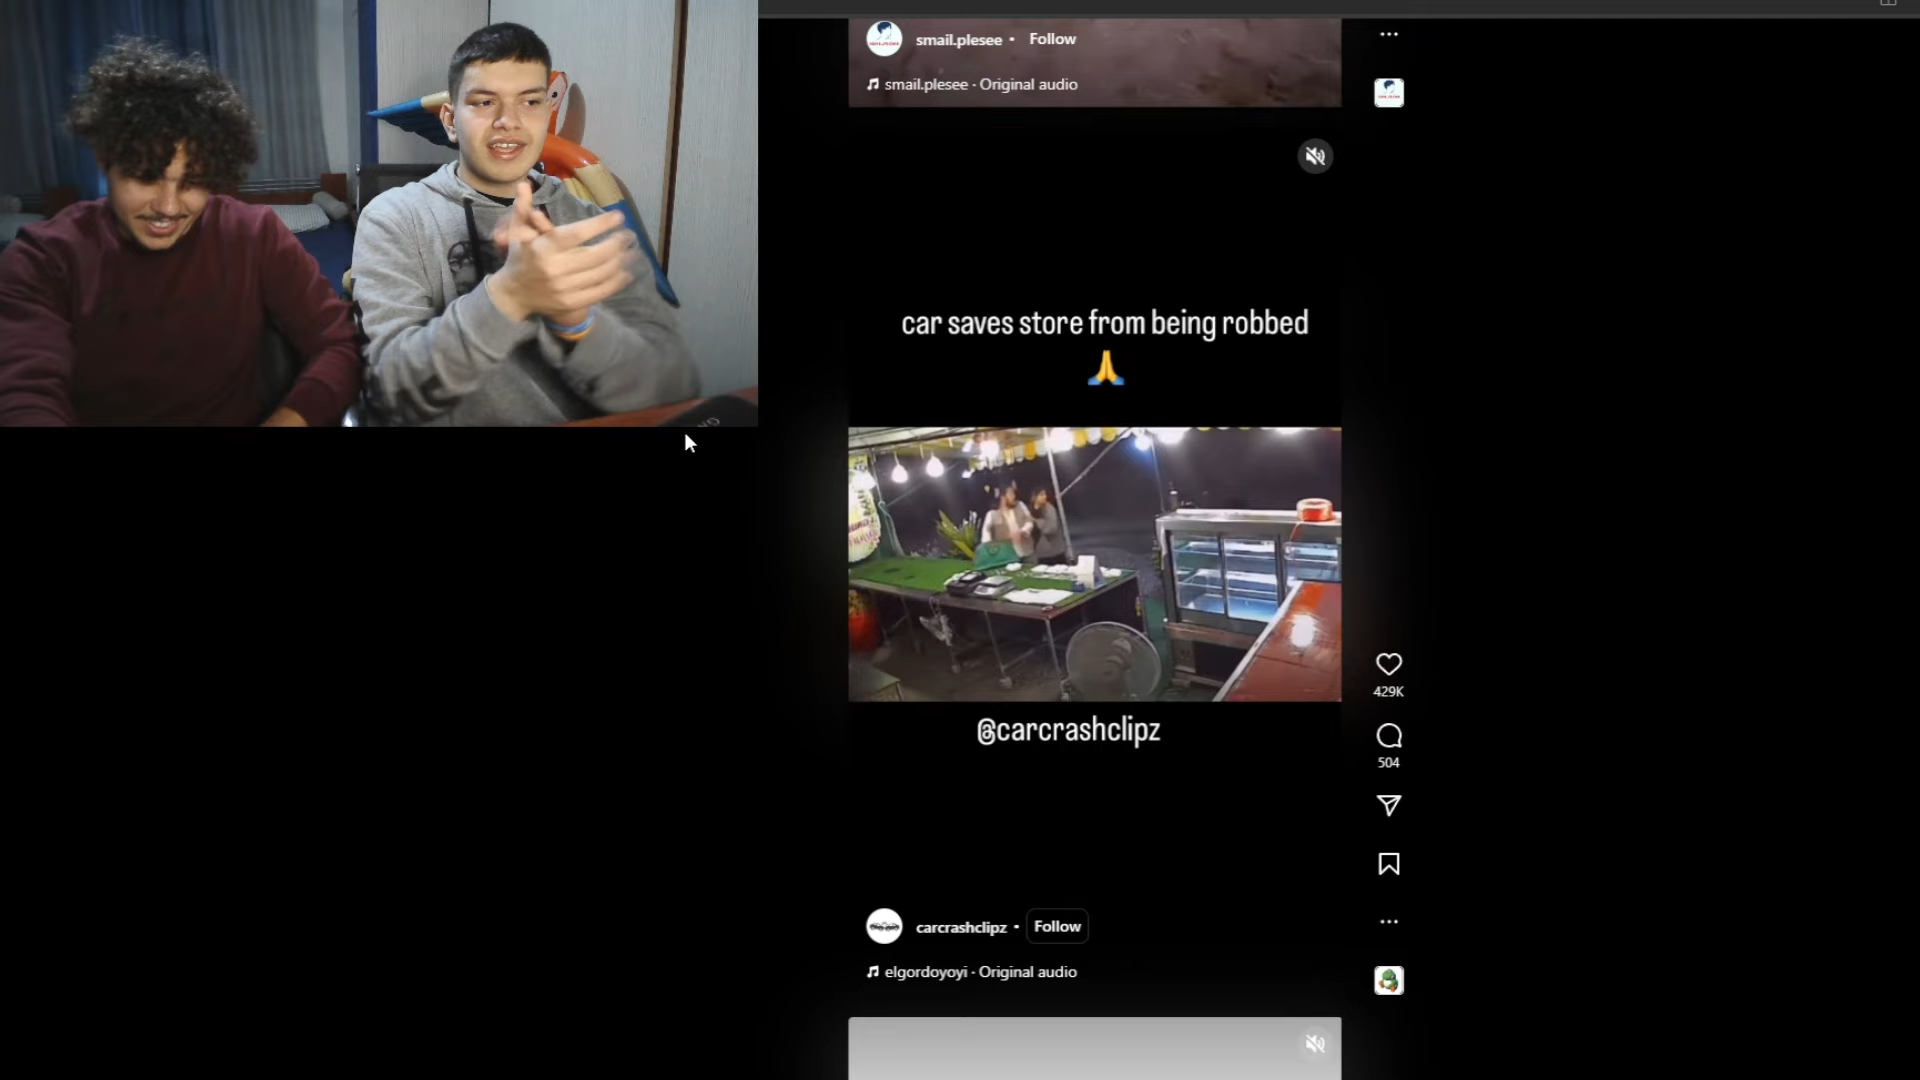 smail.plesee • Follow
smail.plesee · Original audio
car saves store from being robbed
🙏
@carcrashclipz
429K
504
carcrashclipz • Follow
elgordoyoyi · Original audio